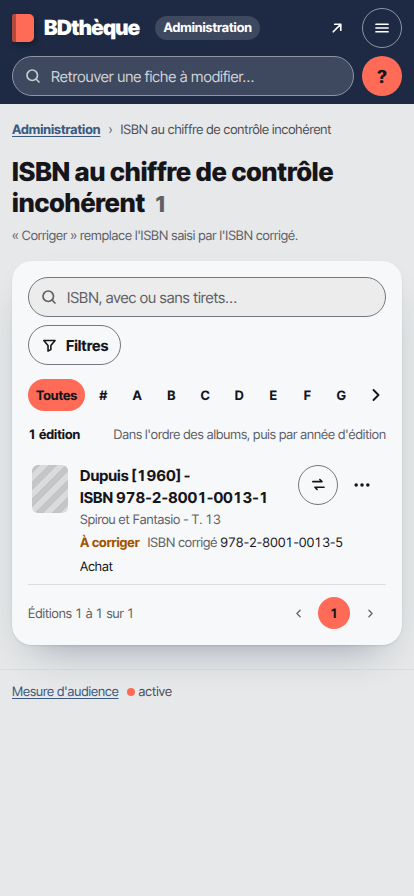 BDthèque Administration
Retrouver une fiche à modifier...
?
Administration › ISBN au chiffre de contrôle incohérent
ISBN au chiffre de contrôle
incohérent 1
« Corriger » remplace l'ISBN saisi par l'ISBN corrigé.
ISBN, avec ou sans tirets...
Filtres
Toutes # A B C D E F G
1 édition Dans l'ordre des albums, puis par année d'édition
Dupuis [1960] -
ISBN 978-2-8001-0013-1
Spirou et Fantasio - T. 13
À corriger ISBN corrigé 978-2-8001-0013-5
Achat
Éditions 1 à 1 sur 1 ‹ 1 ›
Mesure d'audience active